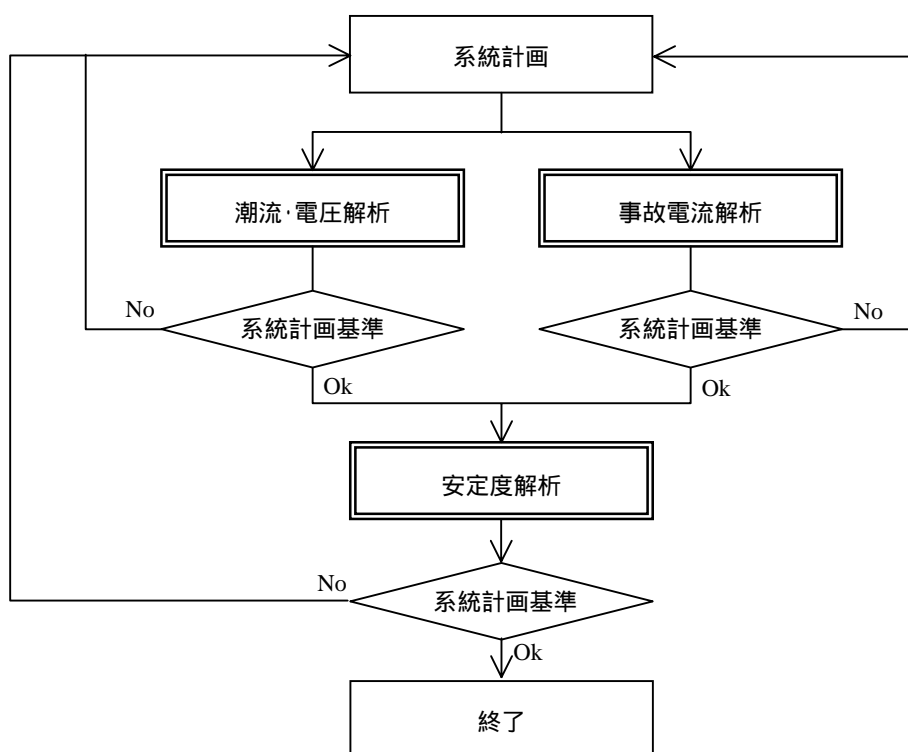 系統計画
潮流·電圧解析
事故電流解析
No
系統計画基準
系統計画基準
No
Ok
Ok
安定度解析
No
系統計画基準
Ok
終了